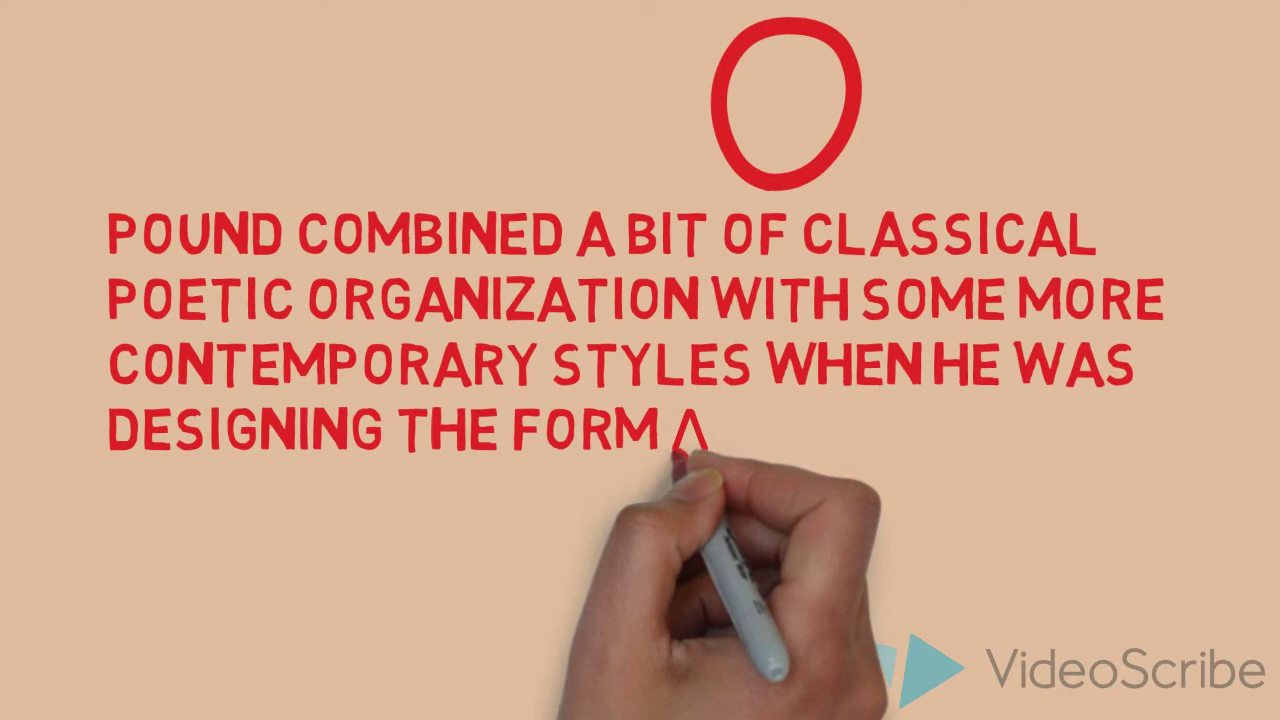 O
POUND COMBINED A BIT OF CLASSICAL
POETIC ORGANIZATION WITH SOME MORE
CONTEMPORARY STYLES WHEN HE WAS
DESIGNING THE FORM
VideoScribe